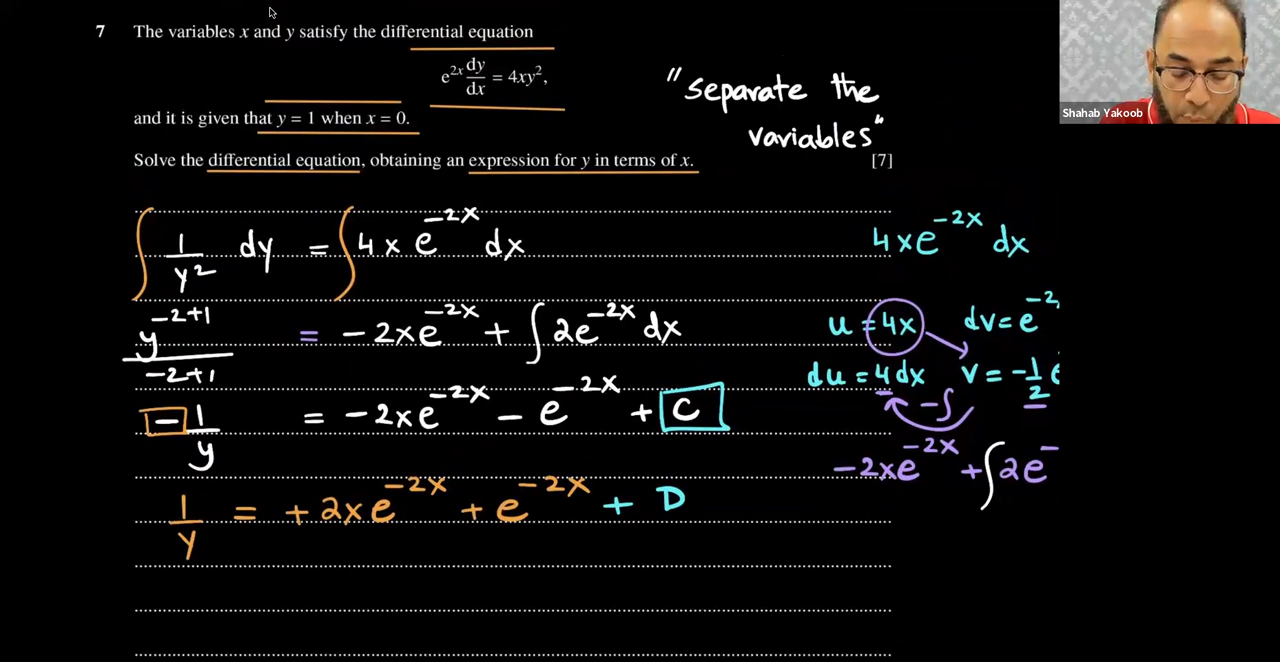 7 The variables x and y satisfy the differential equation
e^{2x} dy/dx = 4xy²,
"separate the
variables"
and it is given that y = 1 when x = 0.
Solve the differential equation, obtaining an expression for y in terms of x. [7]
Shahab Yakoob
∫ 1/y² dy = ∫ 4x e^{-2x} dx
y^{-2+1}/(-2+1) = -2xe^{-2x} + ∫ 2e^{-2x} dx
- 1/y = -2xe^{-2x} - e^{-2x} + C
1/y = +2xe^{-2x} + e^{-2x} + D
4xe^{-2x} dx
u = 4x dv = e^{-2
du = 4dx v = -1/2 e
-∫
-2xe^{-2x} + ∫ 2e^{-